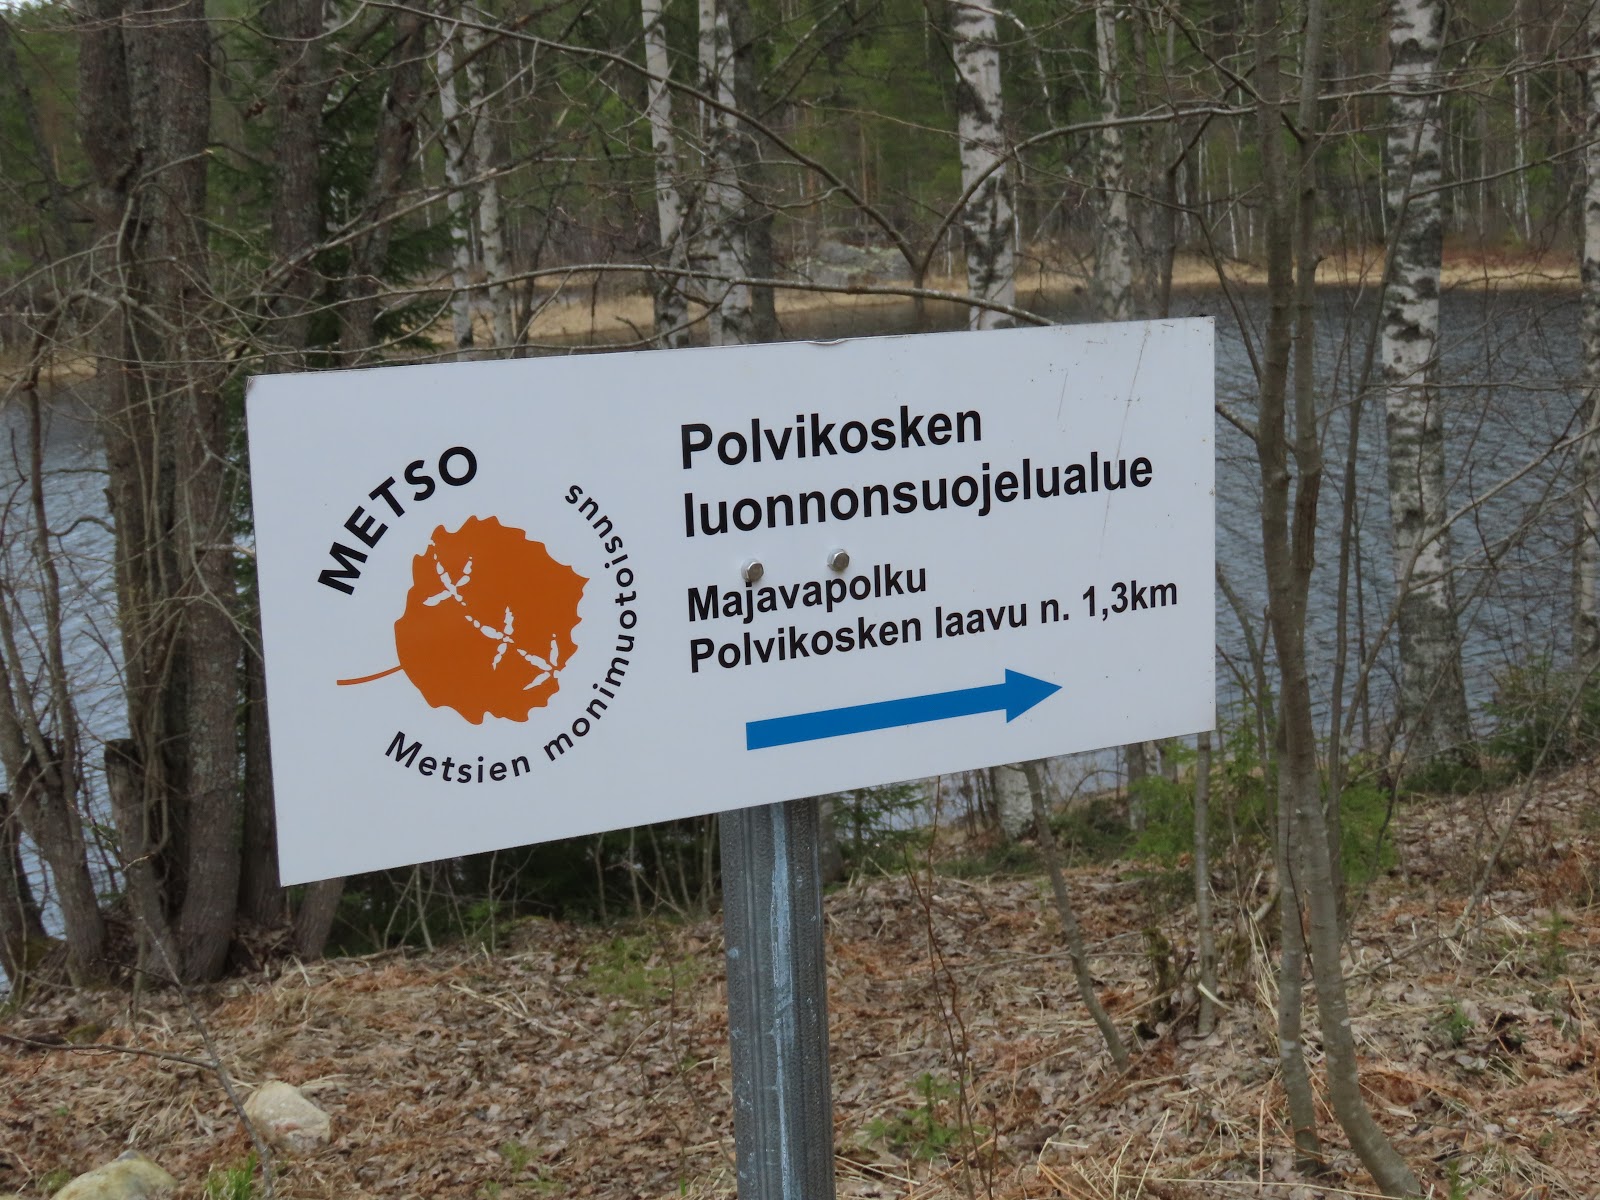 METSO
Metsien monimuotoisuus
Polvikosken
luonnonsuojelualue
Majavapolku
Polvikosken laavu n. 1,3km